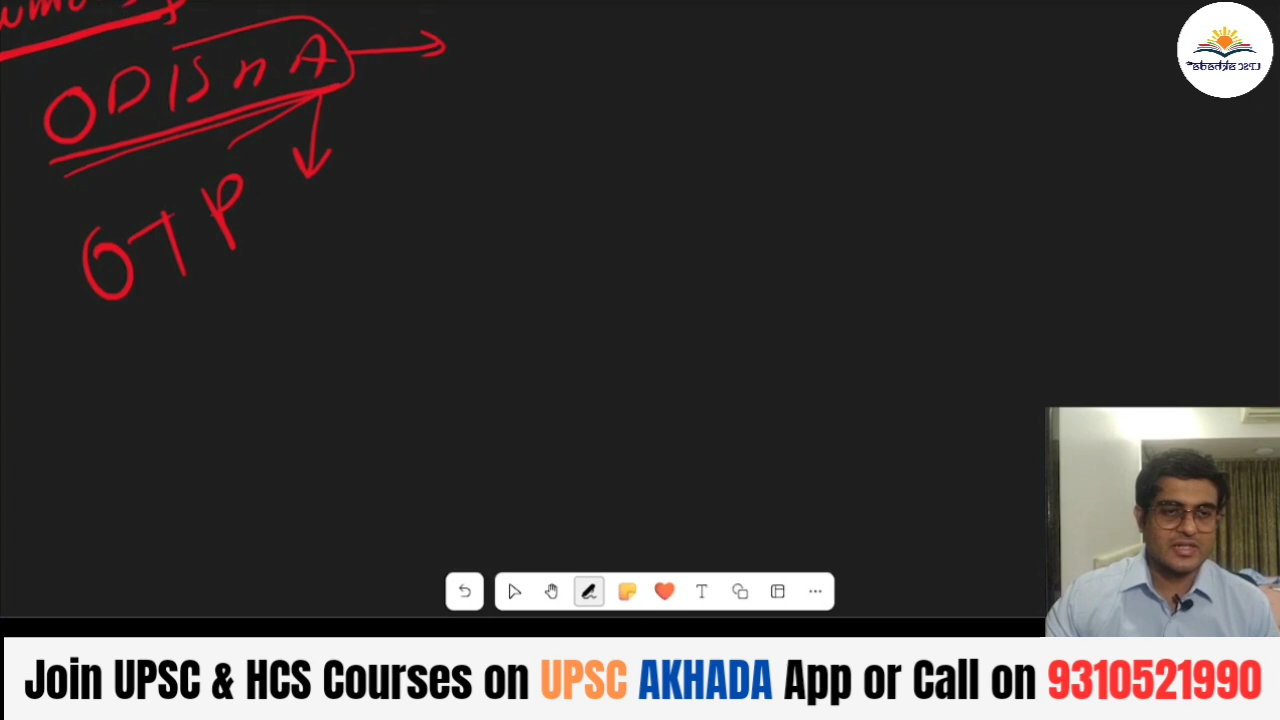 ODISHA
OTP
Join UPSC & HCS Courses on UPSC AKHADA App or Call on 9310521990
T